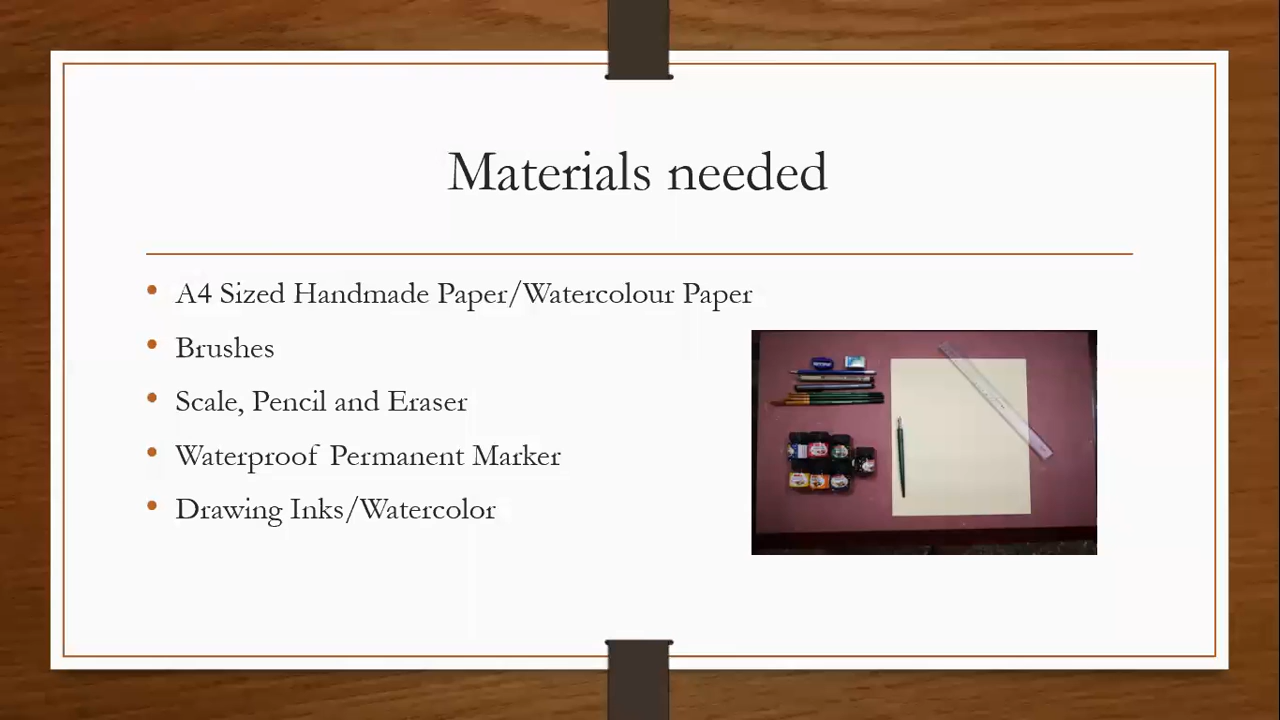 Materials needed
• A4 Sized Handmade Paper/Watercolour Paper
• Brushes
• Scale, Pencil and Eraser
• Waterproof Permanent Marker
• Drawing Inks/Watercolor